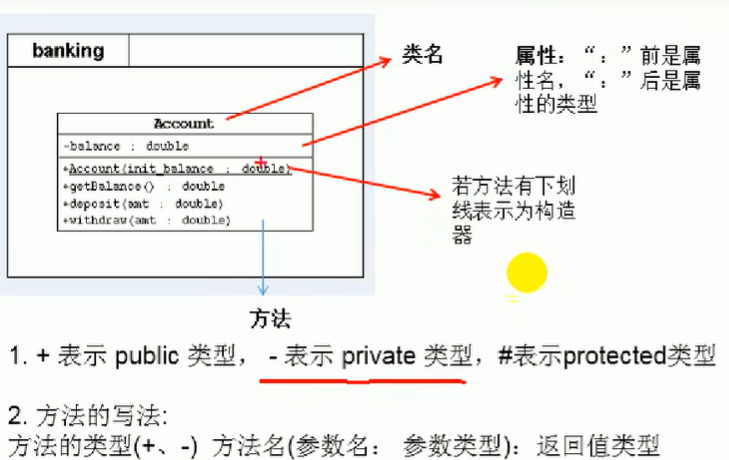 banking
类名
属性：“：”前是属
性名，“：”后是属
性的类型
Account
-balance : double
+Account(init_balance : double)
+getBalance() : double
+deposit(amt : double)
+withdraw(amt : double)
若方法有下划
线表示为构造
器
方法
1. + 表示 public 类型， - 表示 private 类型，#表示protected类型
2. 方法的写法:
方法的类型(+、-) 方法名(参数名： 参数类型)：返回值类型